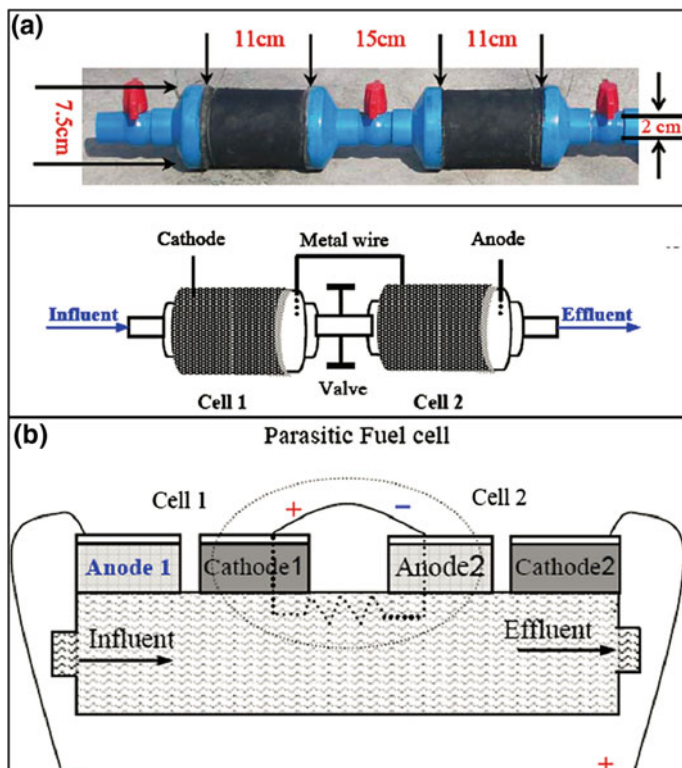 (a)
11cm 15cm 11cm
7.5cm
2 cm
Cathode Metal wire Anode
Influent Effluent
Valve
Cell 1 Cell 2
(b)
Parasitic Fuel cell
Cell 1 + − Cell 2
Anode 1 Cathode1 Anode2 Cathode2
Influent Effluent
+